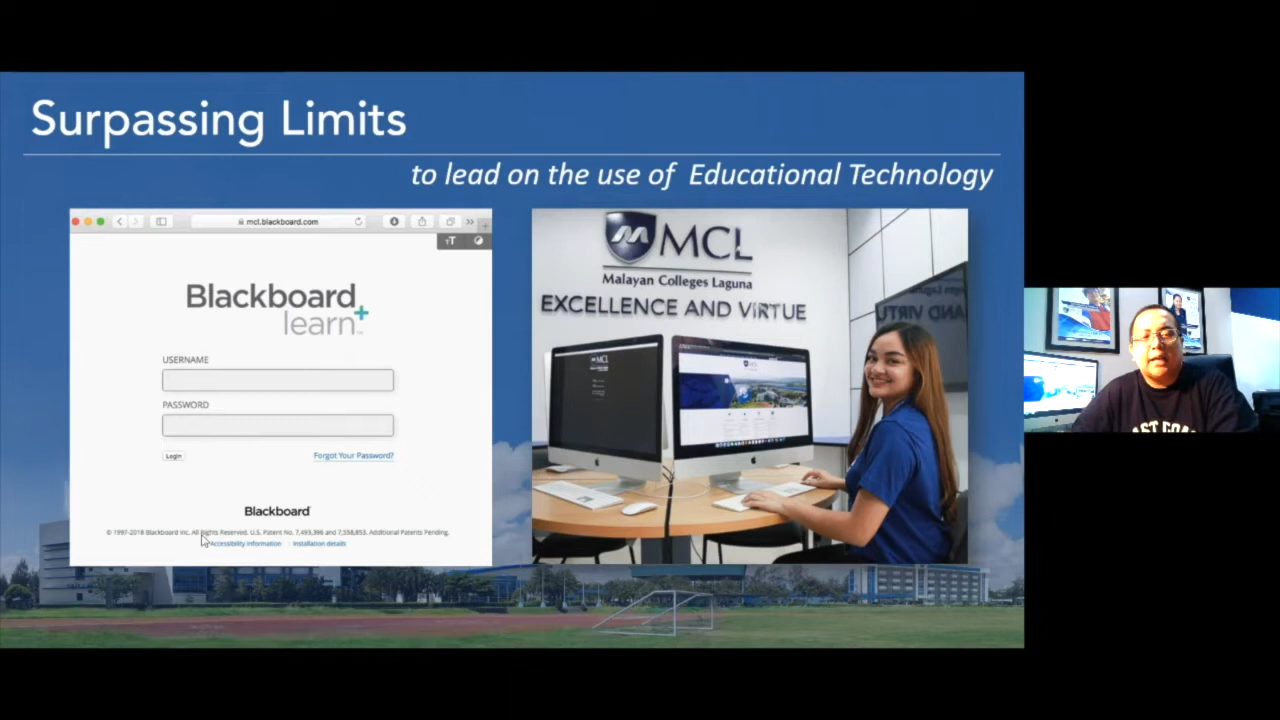 Surpassing Limits
to lead on the use of Educational Technology
mcl.blackboard.com
TT
Blackboard
learn
USERNAME
PASSWORD
Login
Forgot Your Password?
Blackboard
© 1997-2018 Blackboard Inc. All Rights Reserved. U.S. Patent No. 7,493,396 and 7,558,853. Additional Patents Pending.
Accessibility information
Installation details
MCL
Malayan Colleges Laguna
EXCELLENCE AND VIRTUE
MCL